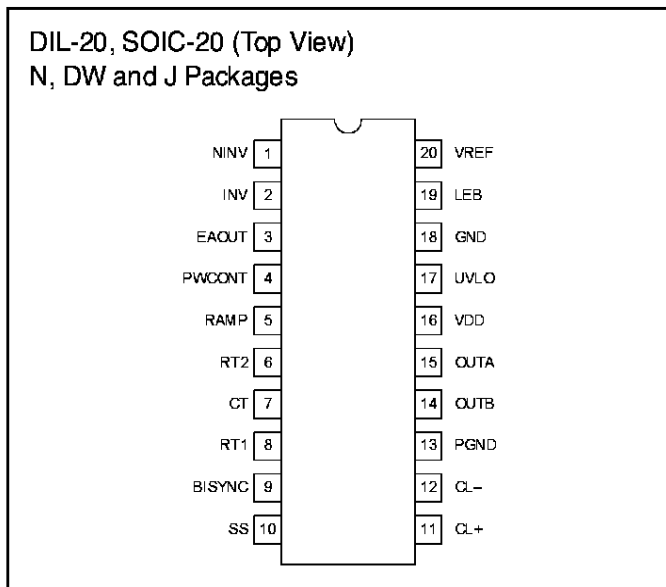 DIL-20, SOIC-20 (Top View)
N, DW and J Packages
NINV 1 20 VREF
INV 2 19 LEB
EAOUT 3 18 GND
PWCONT 4 17 UVLO
RAMP 5 16 VDD
RT2 6 15 OUTA
CT 7 14 OUTB
RT1 8 13 PGND
BISYNC 9 12 CL–
SS 10 11 CL+